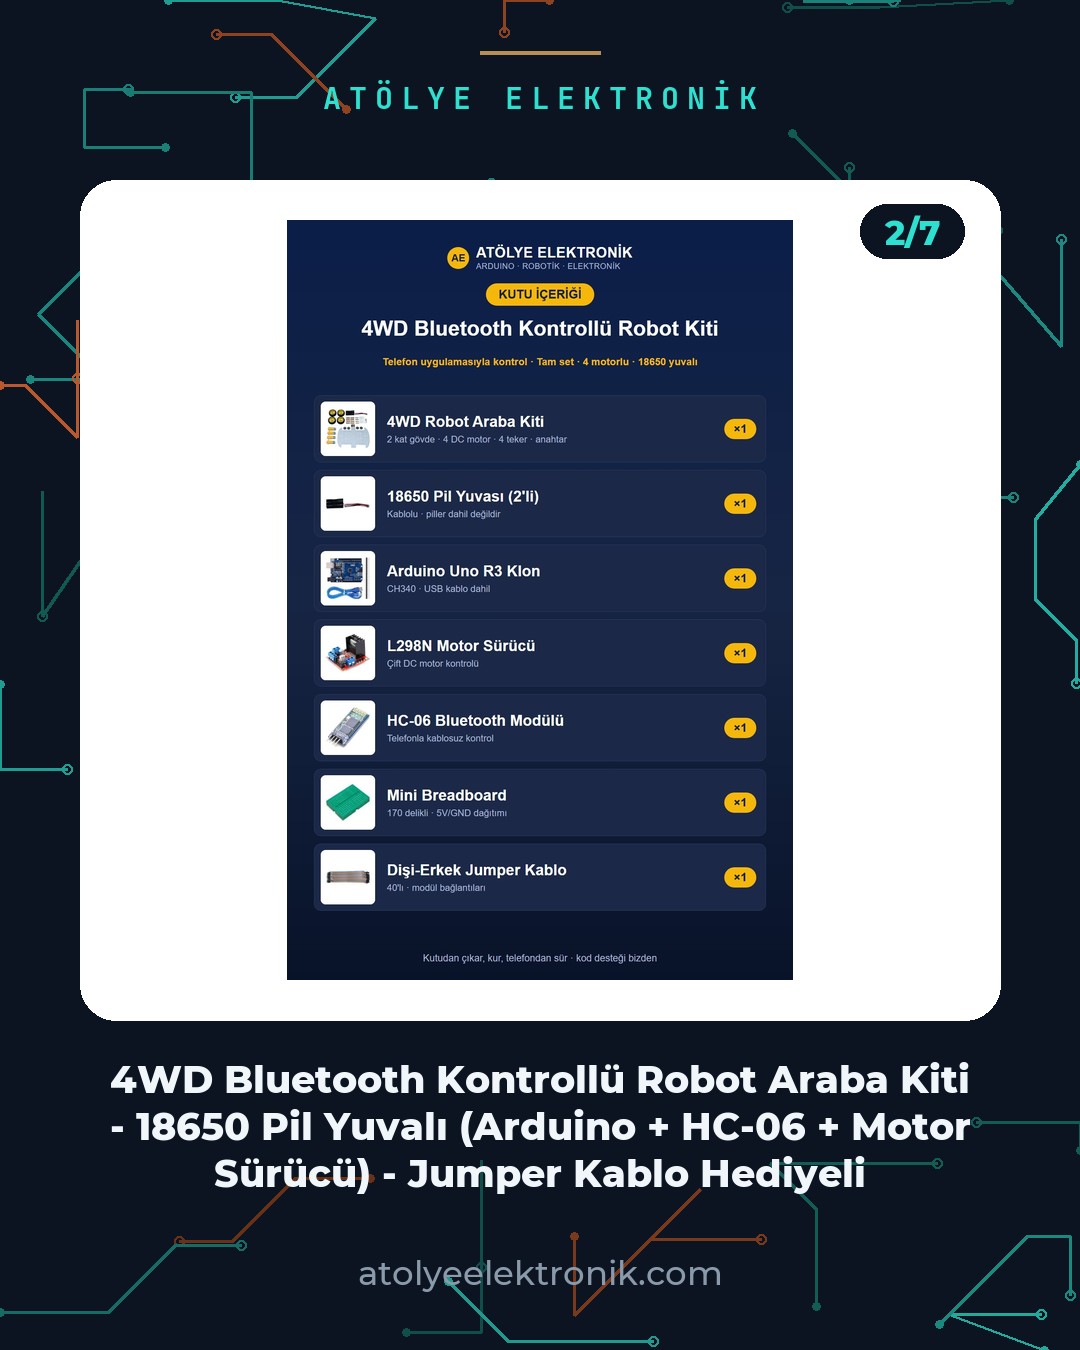 ATÖLYE ELEKTRONİK
2/7
AE
ATÖLYE ELEKTRONİK
ARDUINO · ROBOTİK · ELEKTRONİK
KUTU İÇERİĞİ
4WD Bluetooth Kontrollü Robot Kiti
Telefon uygulamasıyla kontrol · Tam set · 4 motorlu · 18650 yuvalı
4WD Robot Araba Kiti
2 kat gövde · 4 DC motor · 4 teker · anahtar
×1
18650 Pil Yuvası (2'li)
Kablolu · piller dahil değildir
×1
Arduino Uno R3 Klon
CH340 · USB kablo dahil
×1
L298N Motor Sürücü
Çift DC motor kontrolü
×1
HC-06 Bluetooth Modülü
Telefonla kablosuz kontrol
×1
Mini Breadboard
170 delikli · 5V/GND dağıtımı
×1
Dişi-Erkek Jumper Kablo
40'lı · modül bağlantıları
×1
Kutudan çıkar, kur, telefondan sür · kod desteği bizden
4WD Bluetooth Kontrollü Robot Araba Kiti
- 18650 Pil Yuvalı (Arduino + HC-06 + Motor
Sürücü) - Jumper Kablo Hediyeli
atolyeelektronik.com